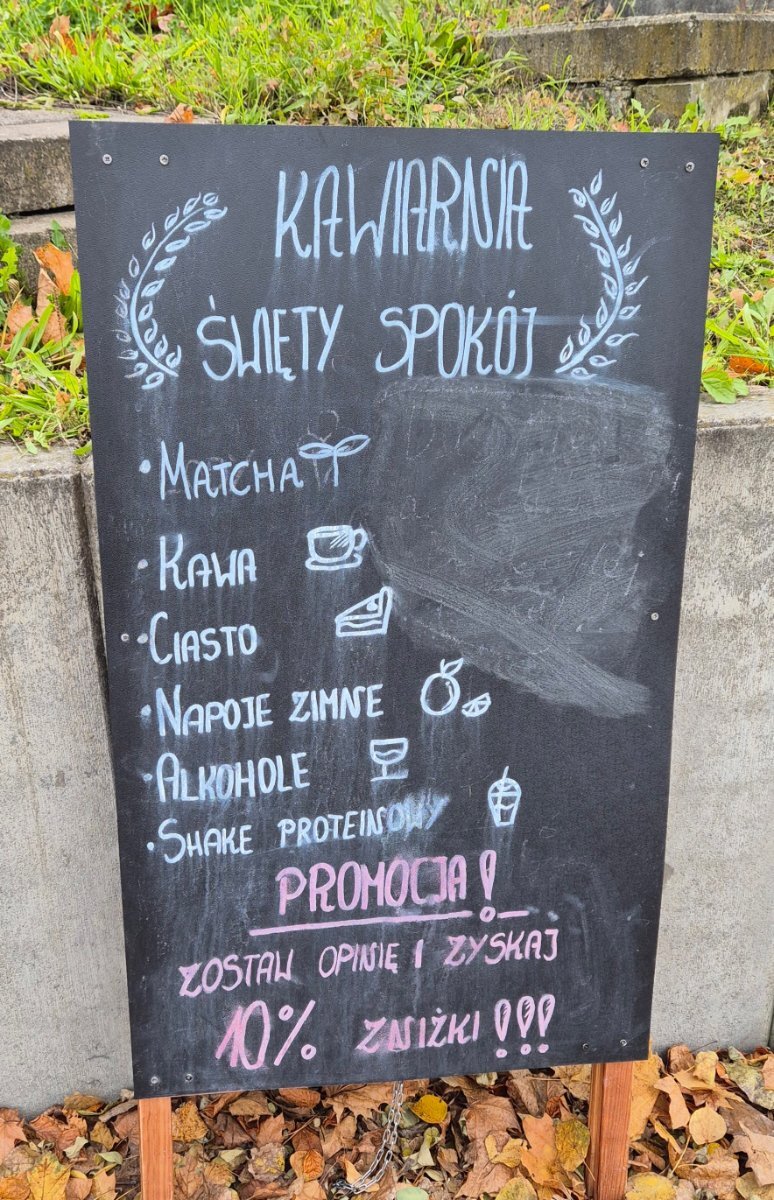 KAWIARNIA
ŚWIĘTY SPOKÓJ
• MATCHA
• KAWA
• CIASTO
• NAPOJE ZIMNE
• ALKOHOLE
• SHAKE PROTEINOWY
PROMOCJA!
ZOSTAW OPINIĘ I ZYSKAJ
10% ZNIŻKI!!!